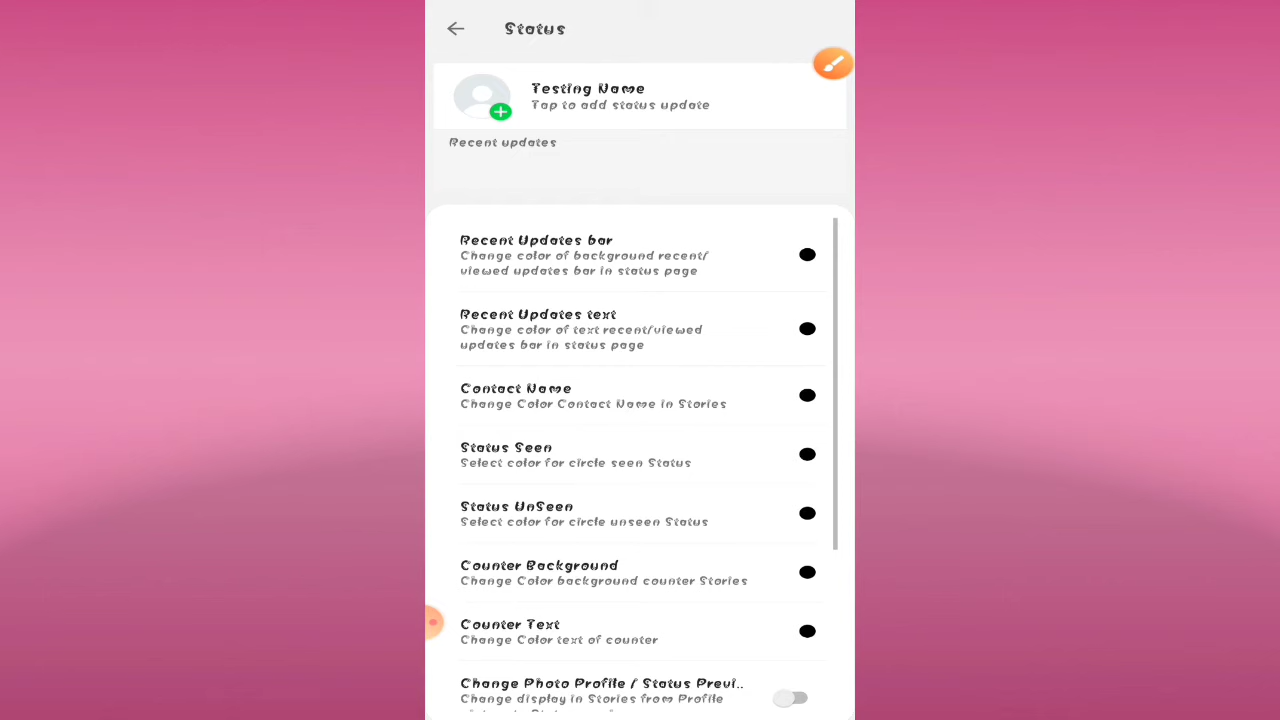 Status
Testing Name
Tap to add status update
Recent updates
Recent Updates bar
Change color of background recent/
viewed updates bar in status page
Recent Updates text
Change color of text recent/viewed
updates bar in status page
Contact Name
Change Color Contact Name in Stories
Status Seen
Select color for circle seen Status
Status UnSeen
Select color for circle unseen Status
Counter Background
Change Color background counter Stories
Counter Text
Change Color text of counter
Change Photo Profile / Status Previ..
Change display in Stories from Profile